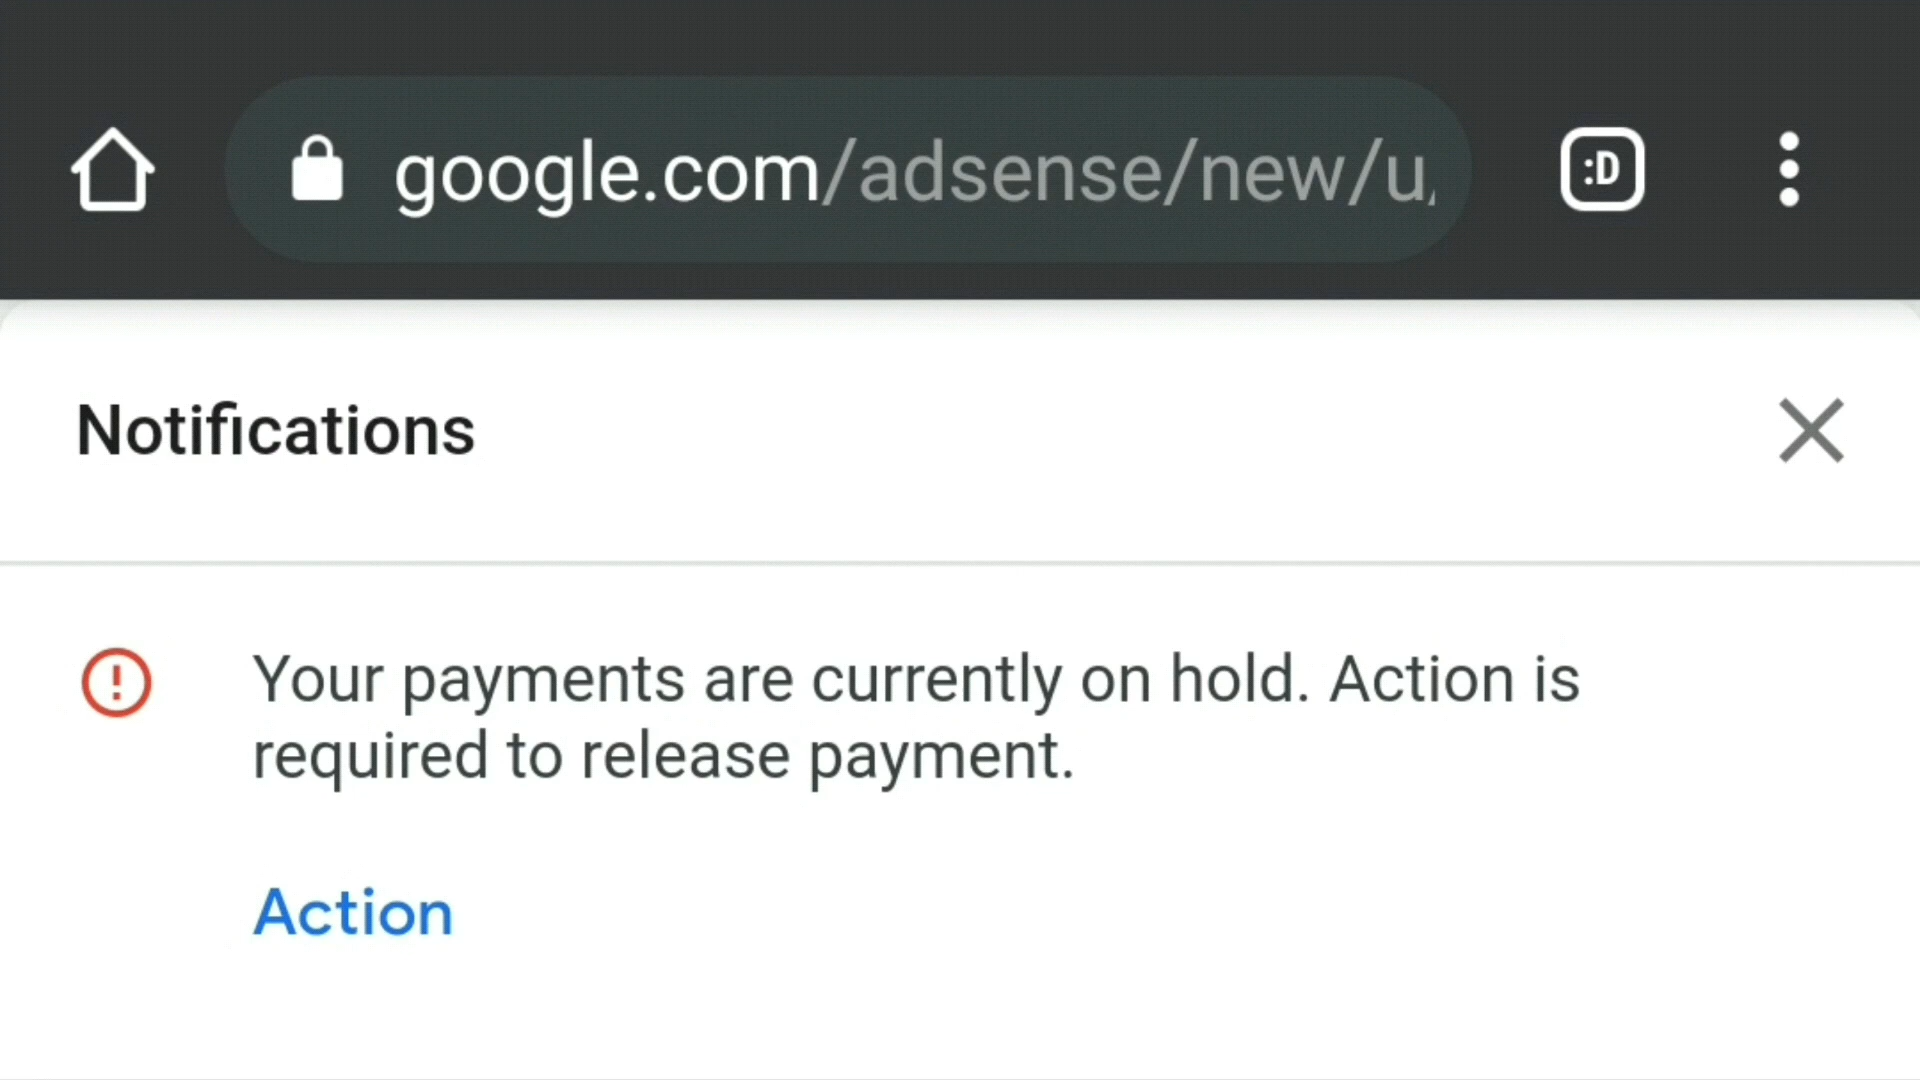 google.com/adsense/new/u/
:D
Notifications
Your payments are currently on hold. Action is
required to release payment.
Action